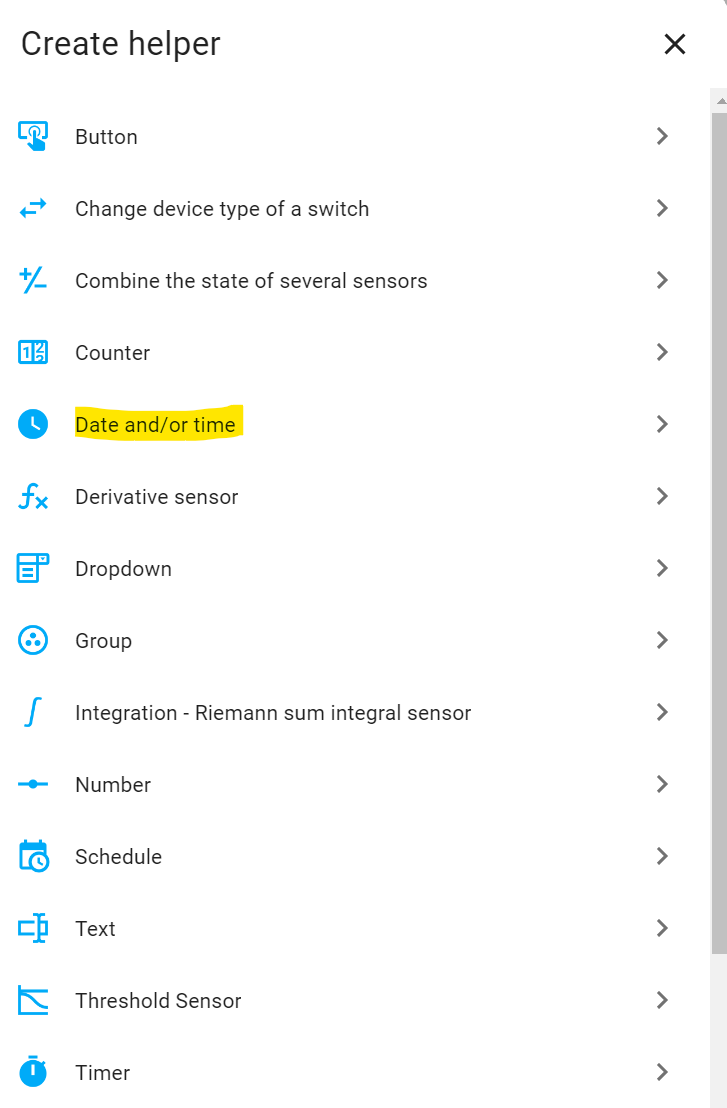 Create helper
Button
Change device type of a switch
Combine the state of several sensors
Counter
Date and/or time
Derivative sensor
Dropdown
Group
Integration - Riemann sum integral sensor
Number
Schedule
Text
Threshold Sensor
Timer